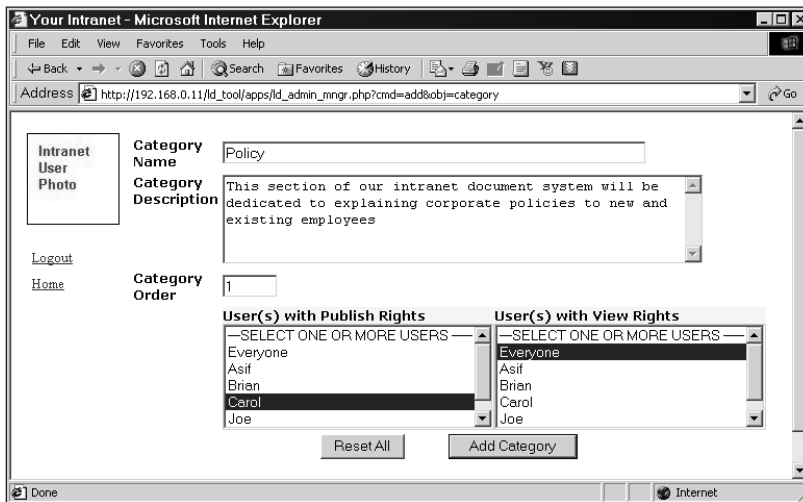 Your Intranet - Microsoft Internet Explorer
File Edit View Favorites Tools Help
Back Search Favorites History
Address http://192.168.0.11/ld_tool/apps/ld_admin_mngr.php?cmd=add&obj=category Go
Intranet
User
Photo
Logout
Home
Category
Name
Policy
Category
Description
This section of our intranet document system will be
dedicated to explaining corporate policies to new and
existing employees
Category
Order
1
User(s) with Publish Rights
—SELECT ONE OR MORE USERS —
Everyone
Asif
Brian
Carol
Joe
User(s) with View Rights
—SELECT ONE OR MORE USERS —
Everyone
Asif
Brian
Carol
Joe
Reset All Add Category
Done Internet